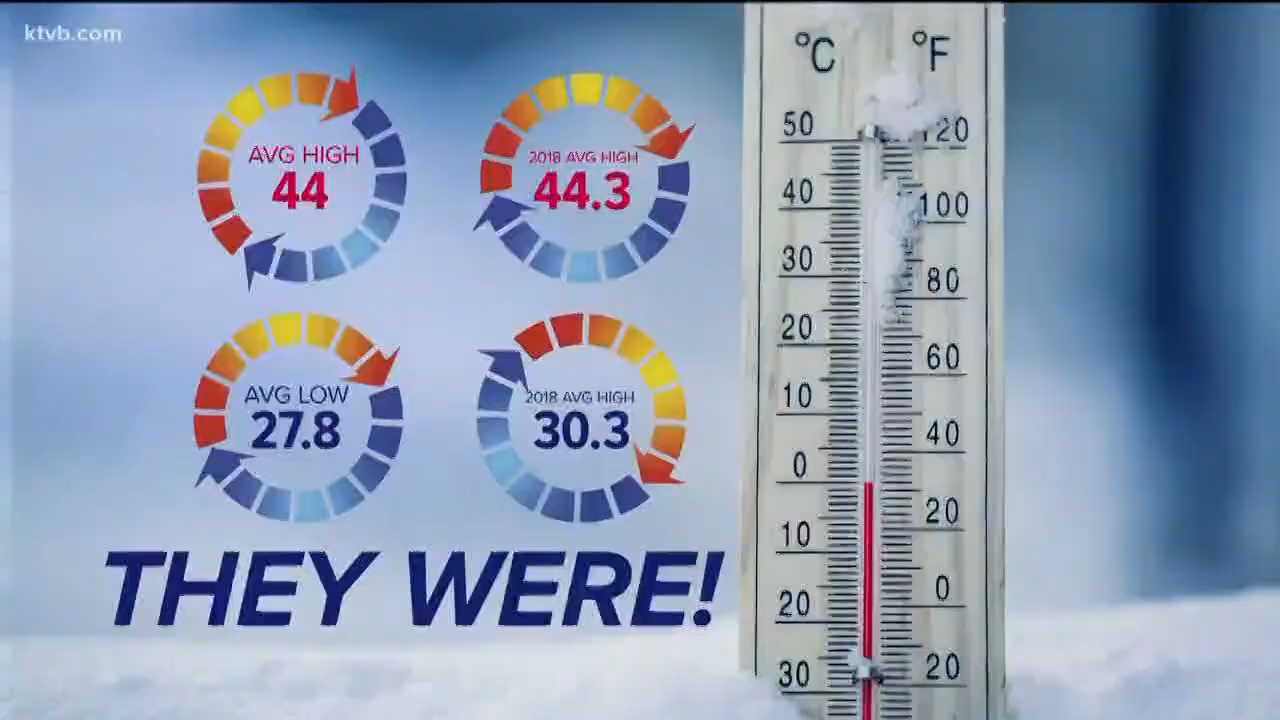 ktvb.com
AVG HIGH
44
2018 AVG HIGH
44.3
AVG LOW
27.8
2018 AVG HIGH
30.3
THEY WERE!
°C °F
50
40 100
30 80
20 60
10 40
0 20
10 0
20 20
30